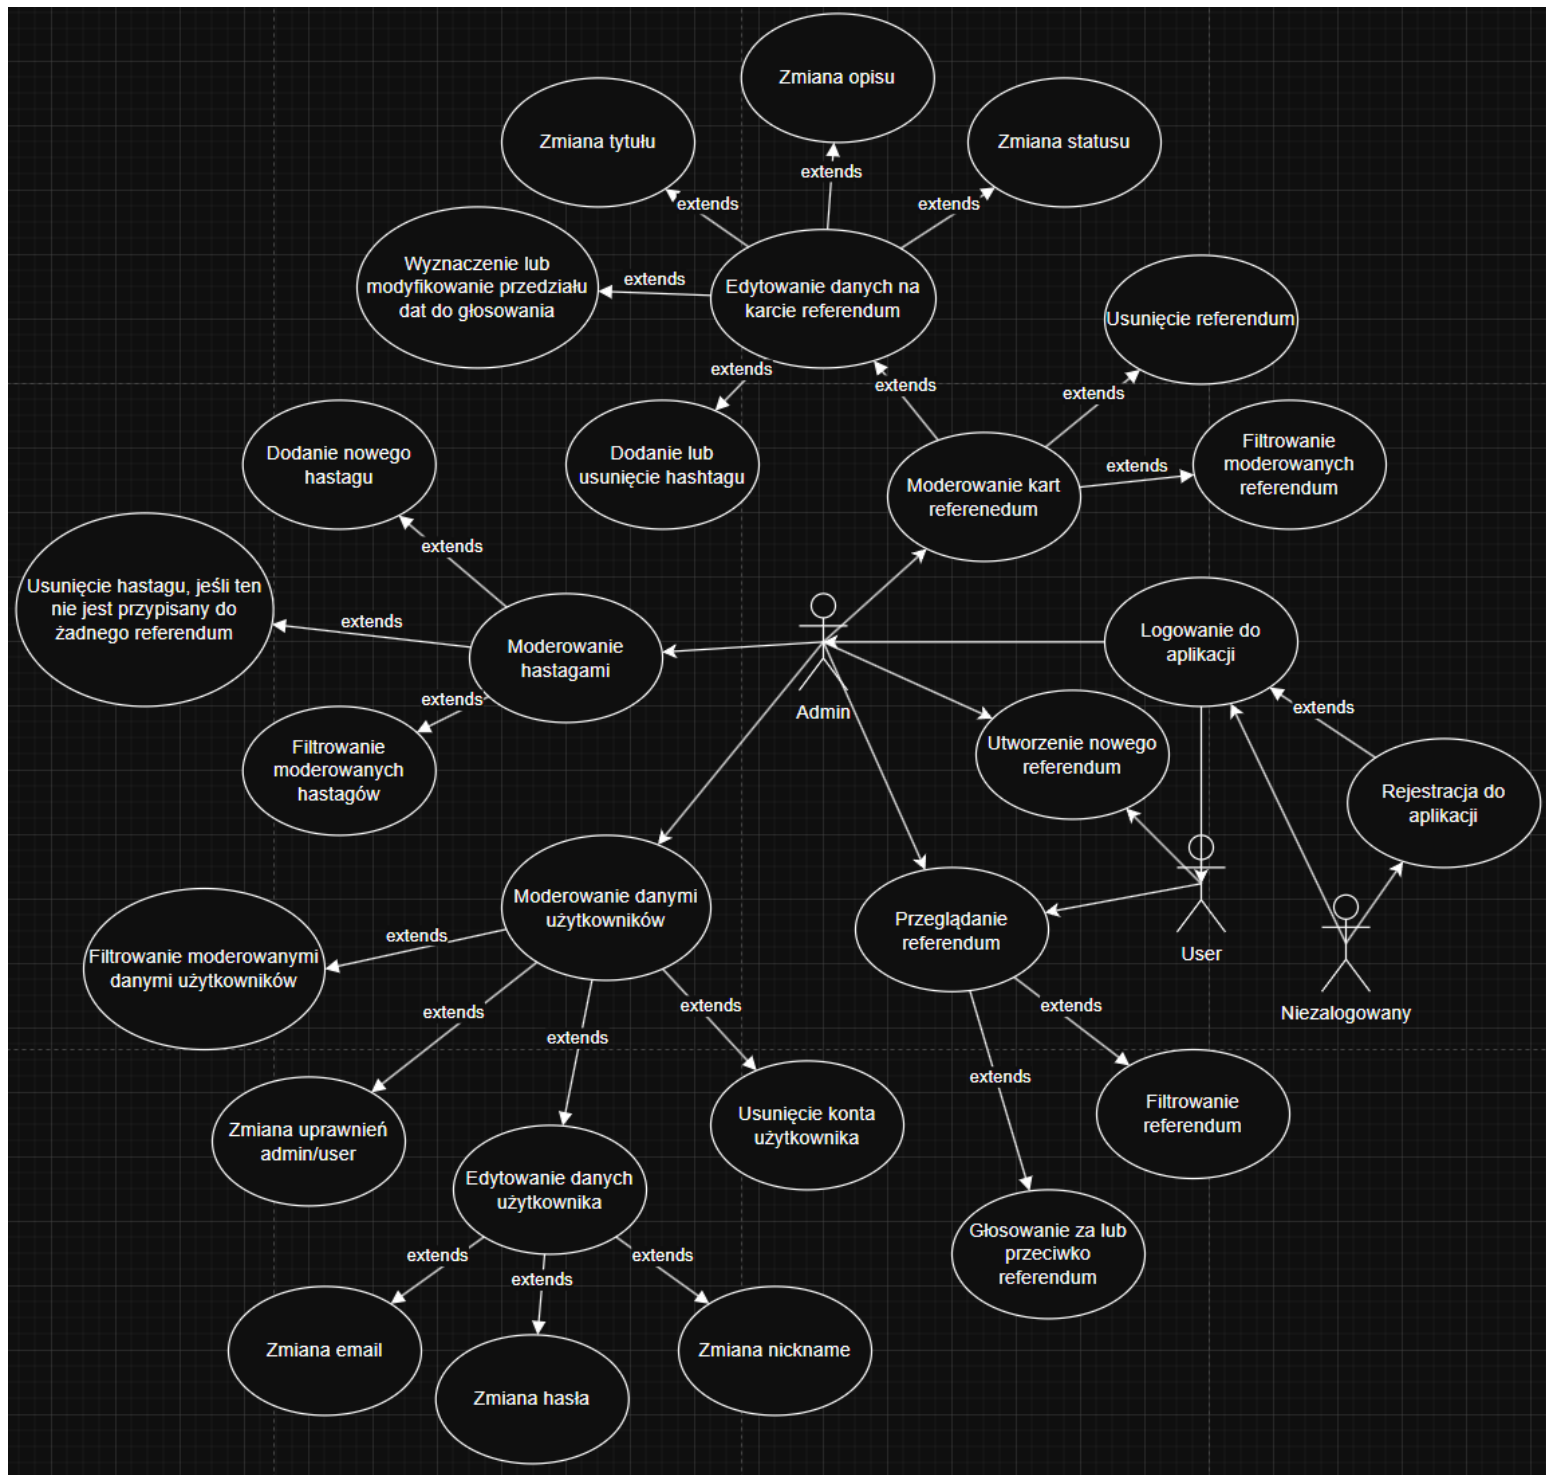 Zmiana opisu
Zmiana tytułu
Zmiana statusu
extends
extends
extends
Wyznaczenie lub
modyfikowanie przedziału
dat do głosowania
extends
Edytowanie danych na
karcie referendum
Usunięcie referendum
extends
extends
extends
Dodanie nowego
hastagu
Dodanie lub
usunięcie hashtagu
Moderowanie kart
referenedum
extends
Filtrowanie
moderowanych
referendum
extends
Usunięcie hastagu, jeśli ten
nie jest przypisany do
żadnego referendum
extends
Moderowanie
hastagami
Logowanie do
aplikacji
extends
Admin
extends
Filtrowanie
moderowanych
hastagów
Utworzenie nowego
referendum
Rejestracja do
aplikacji
Moderowanie danymi
użytkowników
Przeglądanie
referendum
extends
Filtrowanie moderowanymi
danymi użytkowników
User
Niezalogowany
extends
extends
extends
extends
extends
Zmiana uprawnień
admin/user
Usunięcie konta
użytkownika
Filtrowanie
referendum
Edytowanie danych
użytkownika
Głosowanie za lub
przeciwko
referendum
extends
extends
extends
Zmiana email
Zmiana hasła
Zmiana nickname